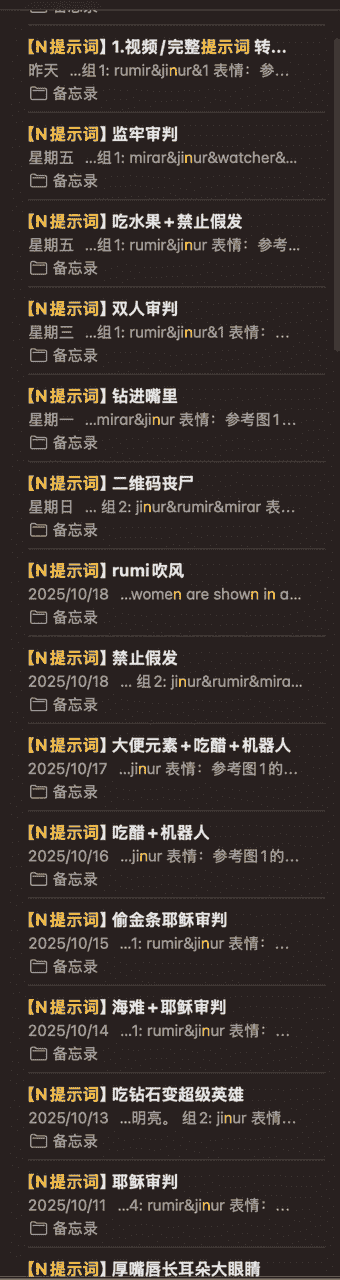 备忘录
【N提示词】1.视频/完整提示词 转...
昨天 ...组1: rumir&jinur&1 表情：参...
备忘录
【N提示词】监牢审判
星期五 ...组1: mirar&jinur&watcher&...
备忘录
【N提示词】吃水果+禁止假发
星期五 ...组1: rumir&jinur 表情：参考...
备忘录
【N提示词】双人审判
星期三 ...组1: rumir&jinur&1 表情：...
备忘录
【N提示词】钻进嘴里
星期一 ...mirar&jinur 表情：参考图1...
备忘录
【N提示词】二维码丧尸
星期日 ... 组2: jinur&rumir&mirar 表...
备忘录
【N提示词】rumi吹风
2025/10/18 ...women are shown in a...
备忘录
【N提示词】禁止假发
2025/10/18 ... 组2: jinur&rumir&mira...
备忘录
【N提示词】大便元素+吃醋+机器人
2025/10/17 ...jinur 表情：参考图1的...
备忘录
【N提示词】吃醋+机器人
2025/10/16 ...jinur 表情：参考图1的...
备忘录
【N提示词】偷金条耶稣审判
2025/10/15 ...1: rumir&jinur 表情：...
备忘录
【N提示词】海难+耶稣审判
2025/10/14 ...1: rumir&jinur 表情：...
备忘录
【N提示词】吃钻石变超级英雄
2025/10/13 ...明亮。 组2: jinur 表情...
备忘录
【N提示词】耶稣审判
2025/10/11 ...4: rumir&jinur 表情：...
备忘录
【N提示词】厚嘴唇长耳朵大眼睛